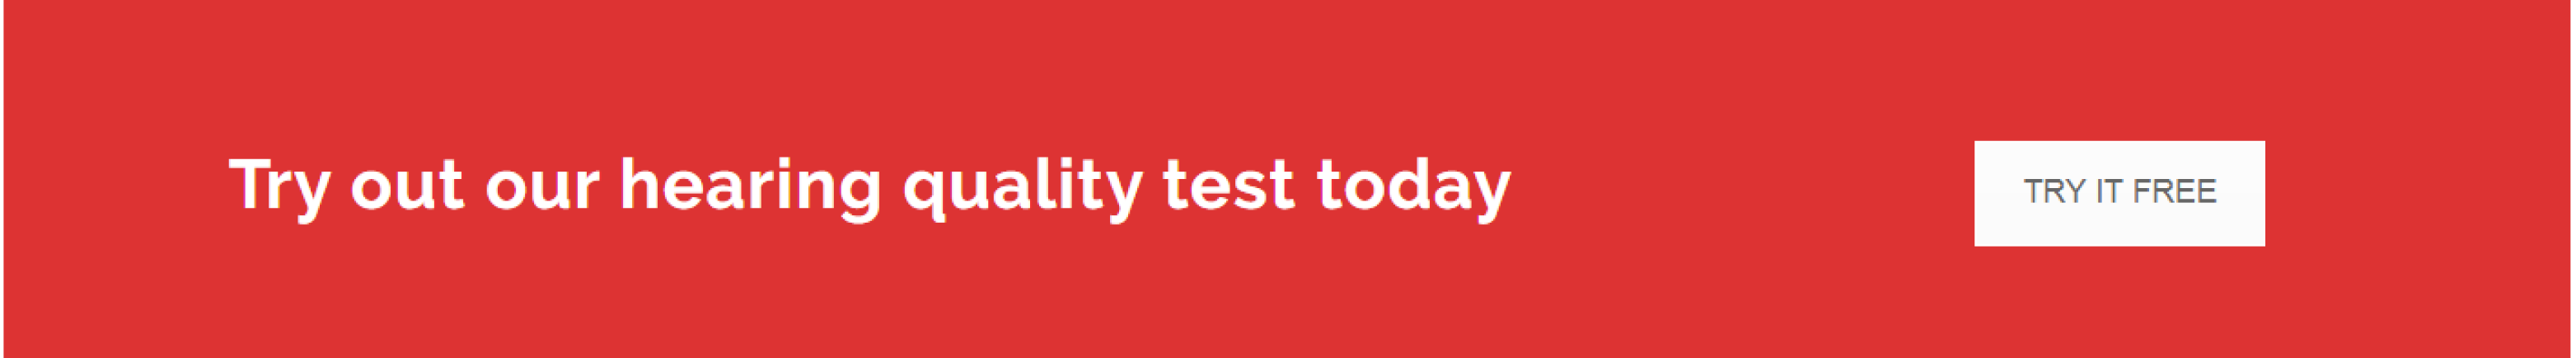 Try out our hearing quality test today
TRY IT FREE